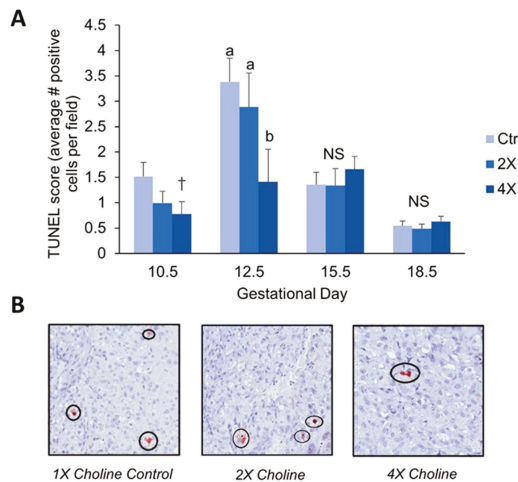 A
TUNEL score (average # positive
cells per field)
4.5
4
3.5
3
2.5
2
1.5
1
0.5
0
a
a
b
†
NS
NS
Ctr
2X
4X
10.5
12.5
15.5
18.5
Gestational Day
B
1X Choline Control
2X Choline
4X Choline